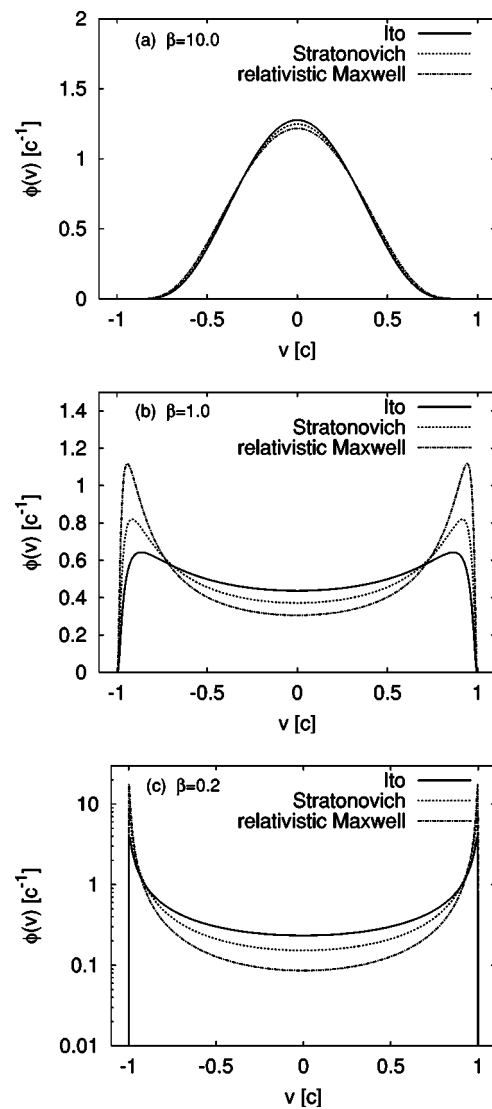 (a) β=10.0
Ito
Stratonovich
relativistic Maxwell
ϕ(v) [c⁻¹]
2
1.5
1
0.5
0
-1 -0.5 0 0.5 1
v [c]
(b) β=1.0
Ito
Stratonovich
relativistic Maxwell
ϕ(v) [c⁻¹]
1.4
1.2
1
0.8
0.6
0.4
0.2
0
-1 -0.5 0 0.5 1
v [c]
(c) β=0.2
Ito
Stratonovich
relativistic Maxwell
ϕ(v) [c⁻¹]
10
1
0.1
0.01
-1 -0.5 0 0.5 1
v [c]